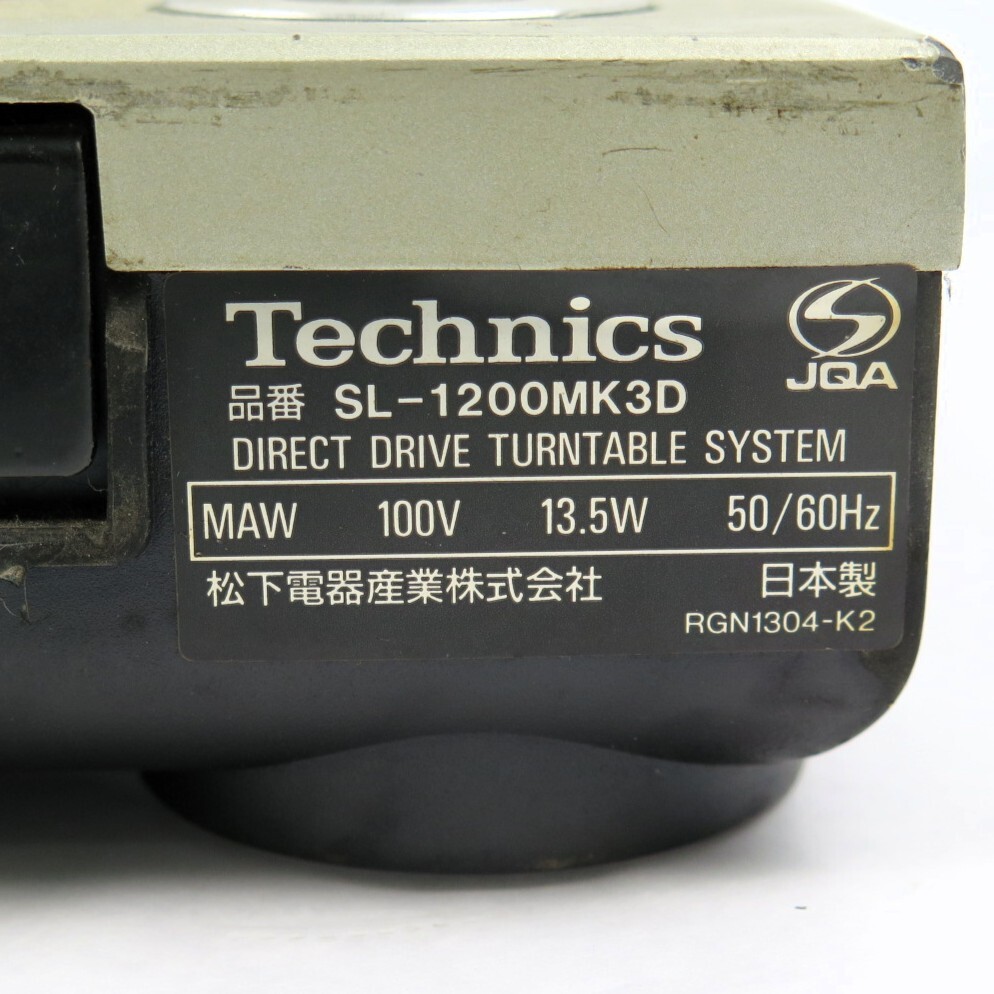 Technics
JQA
品番 SL-1200MK3D
DIRECT DRIVE TURNTABLE SYSTEM
MAW 100V 13.5W 50/60Hz
松下電器産業株式会社 日本製
RGN1304-K2